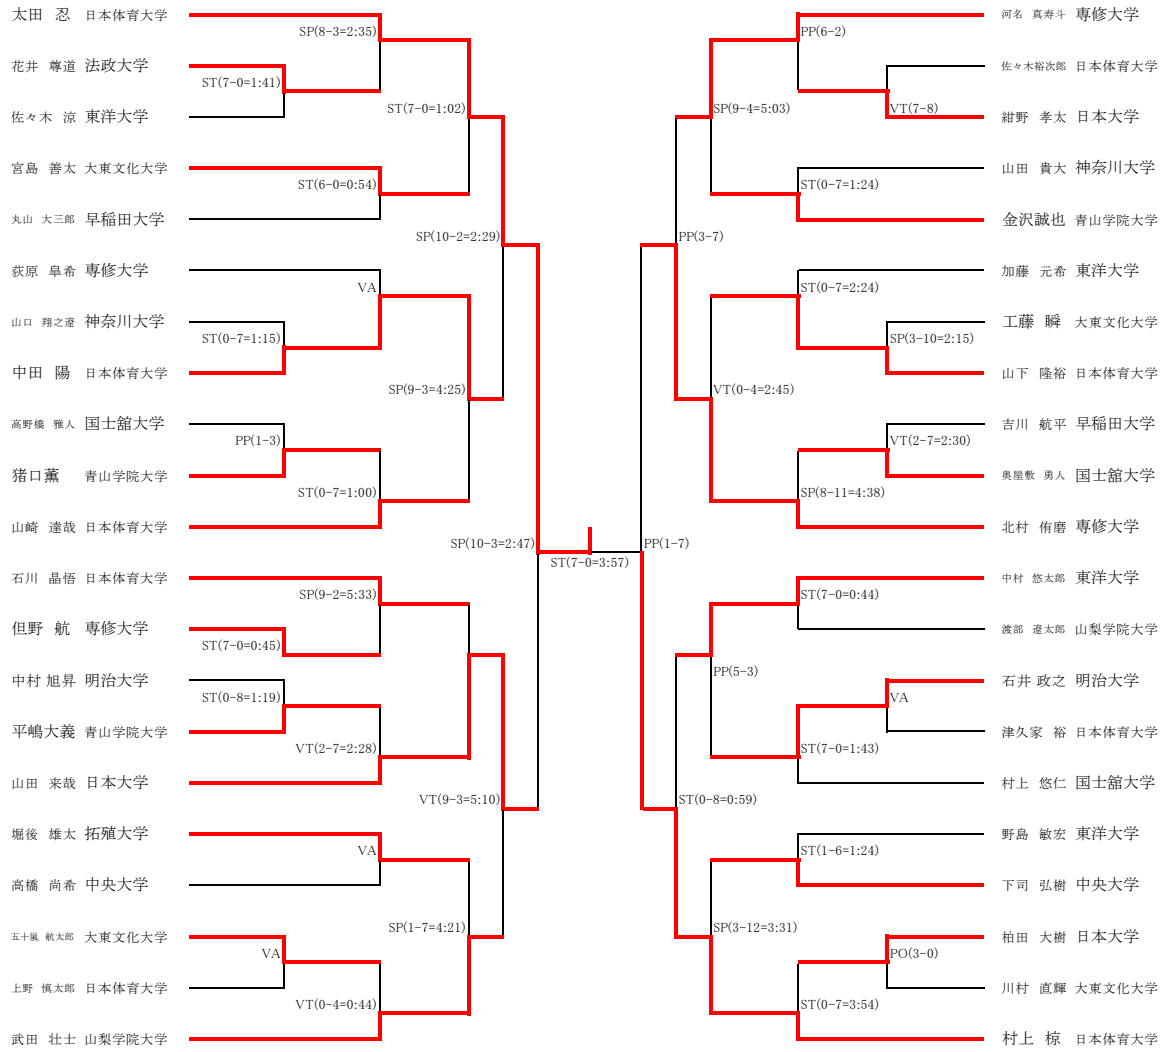 太田 忍 日本体育大学
SP(8-3=2:35)
花井 尊道 法政大学
ST(7-0=1:41)
ST(7-0=1:02)
佐々木 涼 東洋大学
宮島 善太 大東文化大学
ST(6-0=0:54)
丸山 大三郎 早稲田大学
SP(10-2=2:29)
荻原 皐希 専修大学
VA
山口 翔之遼 神奈川大学
ST(0-7=1:15)
中田 陽 日本体育大学
SP(9-3=4:25)
高野橋 雅人 国士舘大学
PP(1-3)
猪口薫 青山学院大学
ST(0-7=1:00)
山崎 達哉 日本体育大学
SP(10-3=2:47)
ST(7-0=3:57)
石川 晶悟 日本体育大学
SP(9-2=5:33)
但野 航 専修大学
ST(7-0=0:45)
中村 旭昇 明治大学
ST(0-8=1:19)
平嶋大義 青山学院大学
VT(2-7=2:28)
山田 来哉 日本大学
VT(9-3=5:10)
堀後 雄太 拓殖大学
VA
高橋 尚希 中央大学
SP(1-7=4:21)
五十嵐 航太郎 大東文化大学
VA
上野 慎太郎 日本体育大学
VT(0-4=0:44)
武田 壮士 山梨学院大学
河名 真寿斗 専修大学
PP(6-2)
佐々木裕次郎 日本体育大学
SP(9-4=5:03)
VT(7-8)
紺野 孝太 日本大学
山田 貴大 神奈川大学
ST(0-7=1:24)
金沢誠也 青山学院大学
PP(3-7)
加藤 元希 東洋大学
ST(0-7=2:24)
工藤 瞬 大東文化大学
SP(3-10=2:15)
山下 隆裕 日本体育大学
VT(0-4=2:45)
吉川 航平 早稲田大学
VT(2-7=2:30)
奥屋敷 勇人 国士舘大学
SP(8-11=4:38)
北村 侑磨 専修大学
PP(1-7)
中村 悠太郎 東洋大学
ST(7-0=0:44)
渡部 遼太郎 山梨学院大学
PP(5-3)
石井 政之 明治大学
VA
津久家 裕 日本体育大学
ST(7-0=1:43)
村上 悠仁 国士舘大学
ST(0-8=0:59)
野島 敏宏 東洋大学
ST(1-6=1:24)
下司 弘樹 中央大学
SP(3-12=3:31)
柏田 大樹 日本大学
PO(3-0)
川村 直輝 大東文化大学
ST(0-7=3:54)
村上 椋 日本体育大学